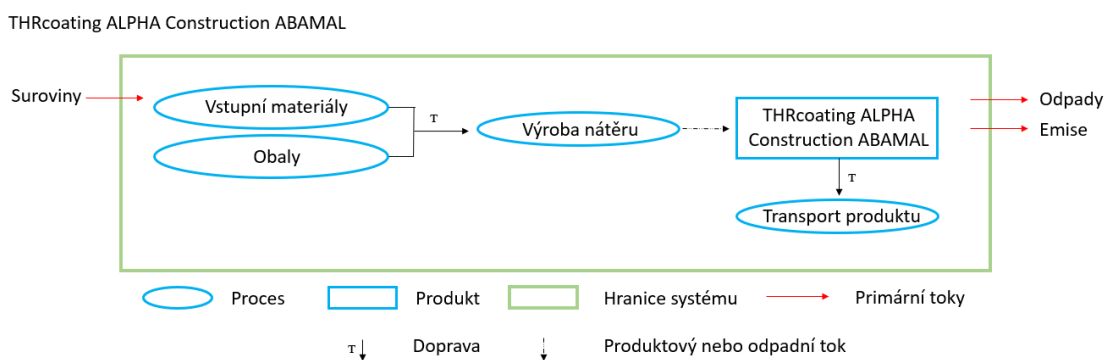 THRcoating ALPHA Construction ABAMAL
Suroviny
Vstupní materiály
Obaly
T
Výroba nátěru
THRcoating ALPHA
Construction ABAMAL
T
Transport produktu
Odpady
Emise
Proces
Produkt
Hranice systému
Primární toky
T
Doprava
Produktový nebo odpadní tok